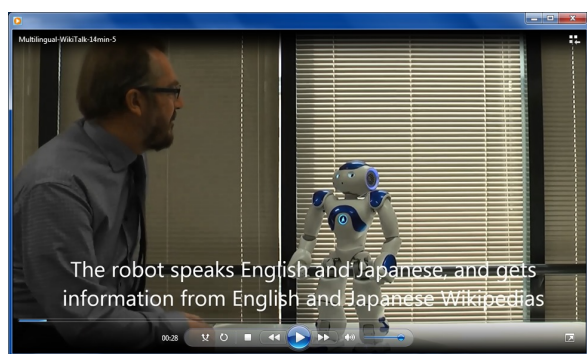 Multilingual-WikiTalk-14min-5
The robot speaks English and Japanese, and gets
information from English and Japanese Wikipedias
00:28